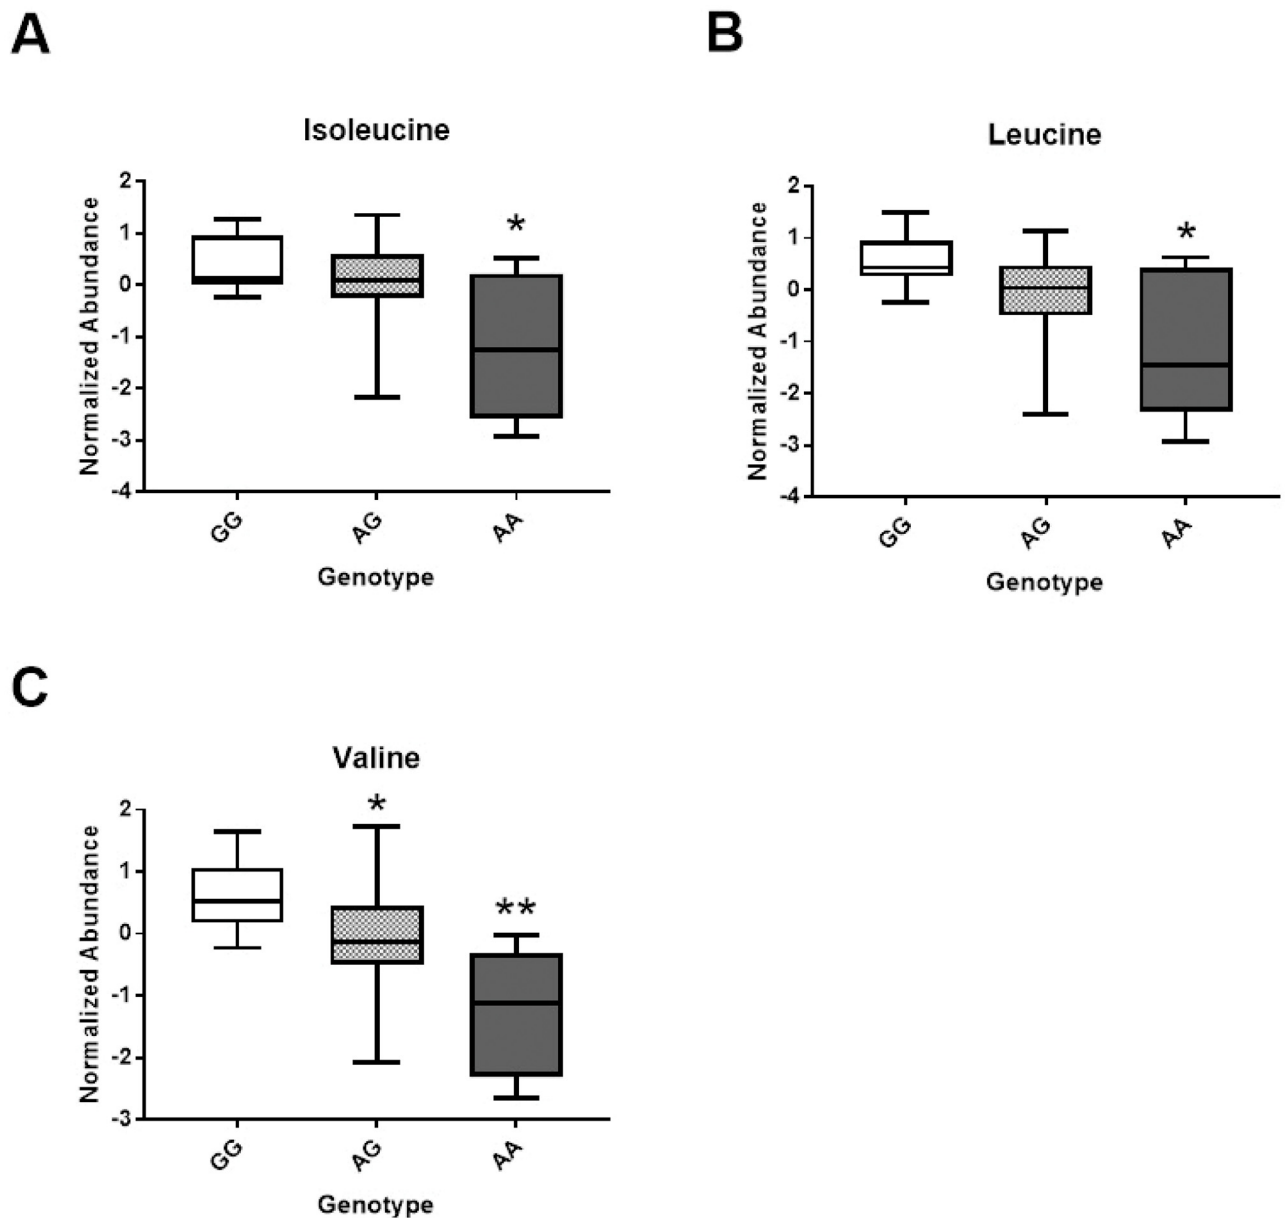 A
Isoleucine
Normalized Abundance
2
1
0
-1
-2
-3
-4
*
GG
AG
AA
Genotype
B
Leucine
Normalized Abundance
2
1
0
-1
-2
-3
-4
*
GG
AG
AA
Genotype
C
Valine
Normalized Abundance
2
1
0
-1
-2
-3
*
**
GG
AG
AA
Genotype